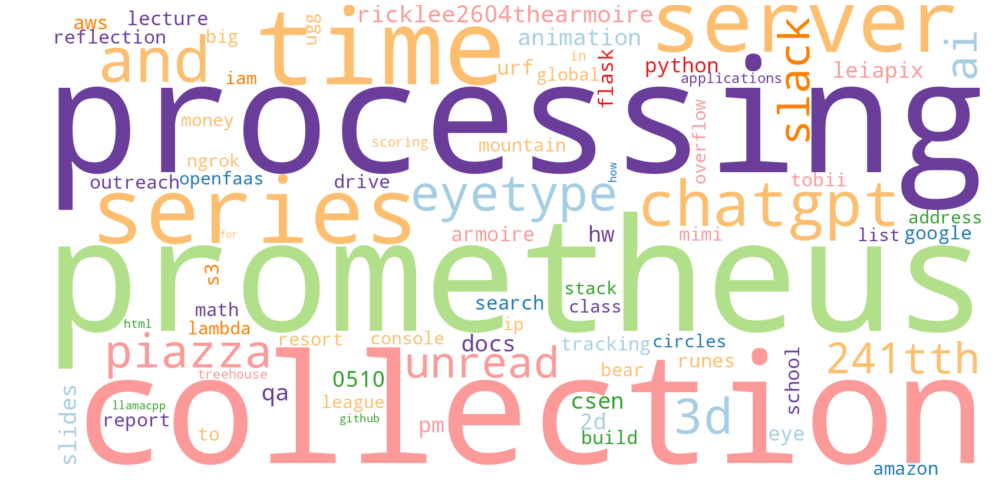 aws
lecture
ugg
ricklee2604thearmoire
server
reflection
big
and
time
animation
slack
ai
iam
urf
global
in
flask
python
applications
leiapix
processing
money
scoring
mountain
overflow
ngrok
how
outreach
openfaas
drive
eyetype
chatgpt
tobii
series
address
for
armoire
hw
mimi
list
google
prometheus
s3
stack
search
class
math
html
lambda
ip
resort
console
docs
tracking
circles
piazza
unread
runes
241tth
treehouse
bear
school
collection
0510
qa
csen
3d
slides
llamacpp
report
league
github
2d
to
pm
build
eye
amazon